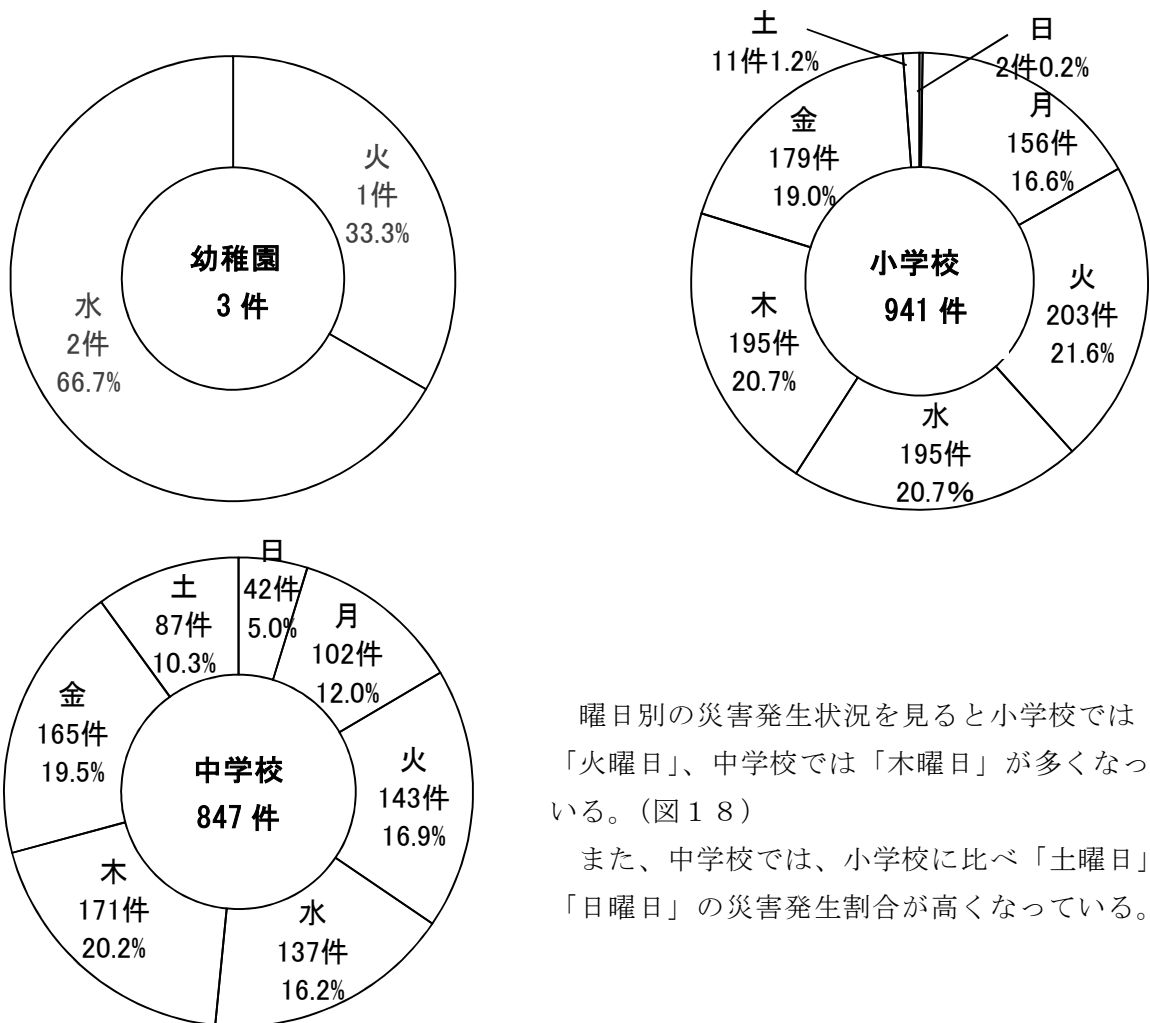 火
1件
33.3%
水
2件
66.7%
幼稚園
3 件
土
11件1.2%
日
2件0.2%
月
156件
16.6%
火
203件
21.6%
水
195件
20.7%
木
195件
20.7%
金
179件
19.0%
小学校
941 件
日
42件
5.0%
月
102件
12.0%
火
143件
16.9%
水
137件
16.2%
木
171件
20.2%
金
165件
19.5%
土
87件
10.3%
中学校
847 件
曜日別の災害発生状況を見ると小学校では
「火曜日」、中学校では「木曜日」が多くなっ
いる。（図１８）
また、中学校では、小学校に比べ「土曜日」
「日曜日」の災害発生割合が高くなっている。